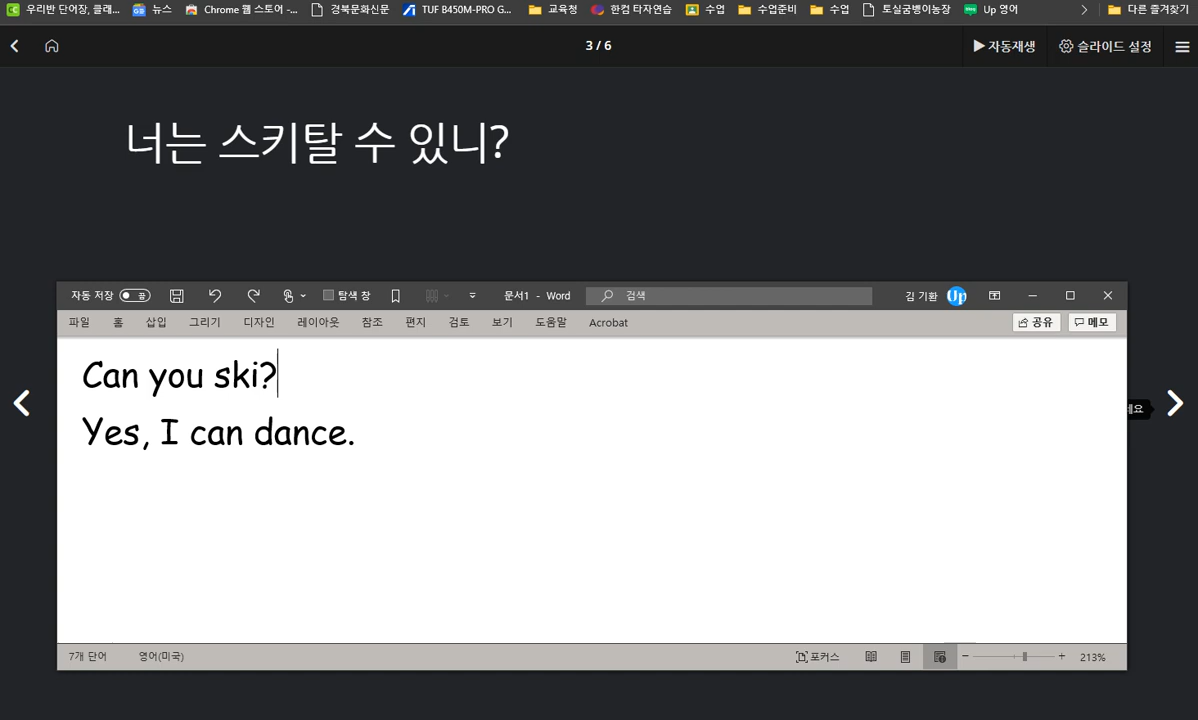 우리반 단어장, 클래... 뉴스 Chrome 웹 스토어 -... 경북문화신문 TUF B450M-PRO G... 교육청 한컴 타자연습 수업 수업준비 수업 토실굼벵이농장 Up 영어 다른 즐겨찾기
3 / 6 자동재생 슬라이드 설정
너는 스키탈 수 있니?
자동 저장 끔 탐색 창 문서1 - Word 검색 김 기환 Up
파일 홈 삽입 그리기 디자인 레이아웃 참조 편지 검토 보기 도움말 Acrobat 공유 메모
Can you ski?
Yes, I can dance.
7개 단어 영어(미국) 포커스 213%